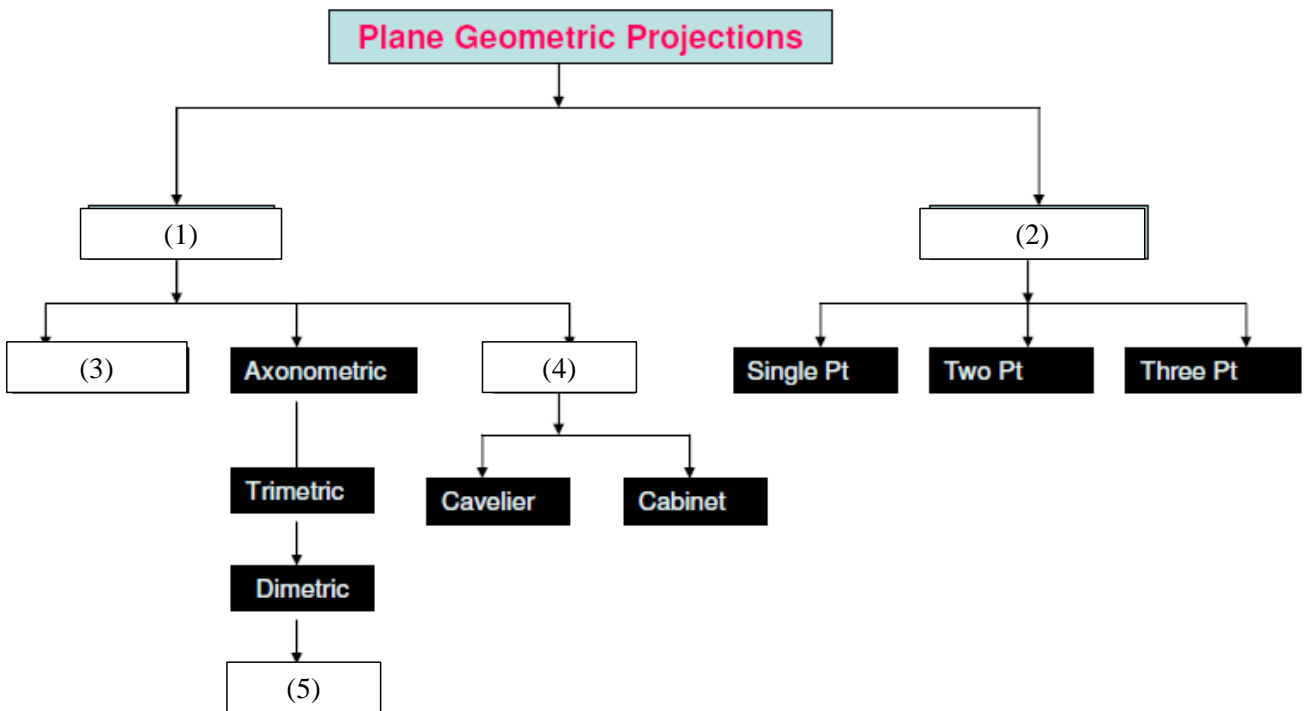 Plane Geometric Projections
(1)
(2)
(3)
Axonometric
(4)
Single Pt
Two Pt
Three Pt
Trimetric
Cavelier
Cabinet
Dimetric
(5)